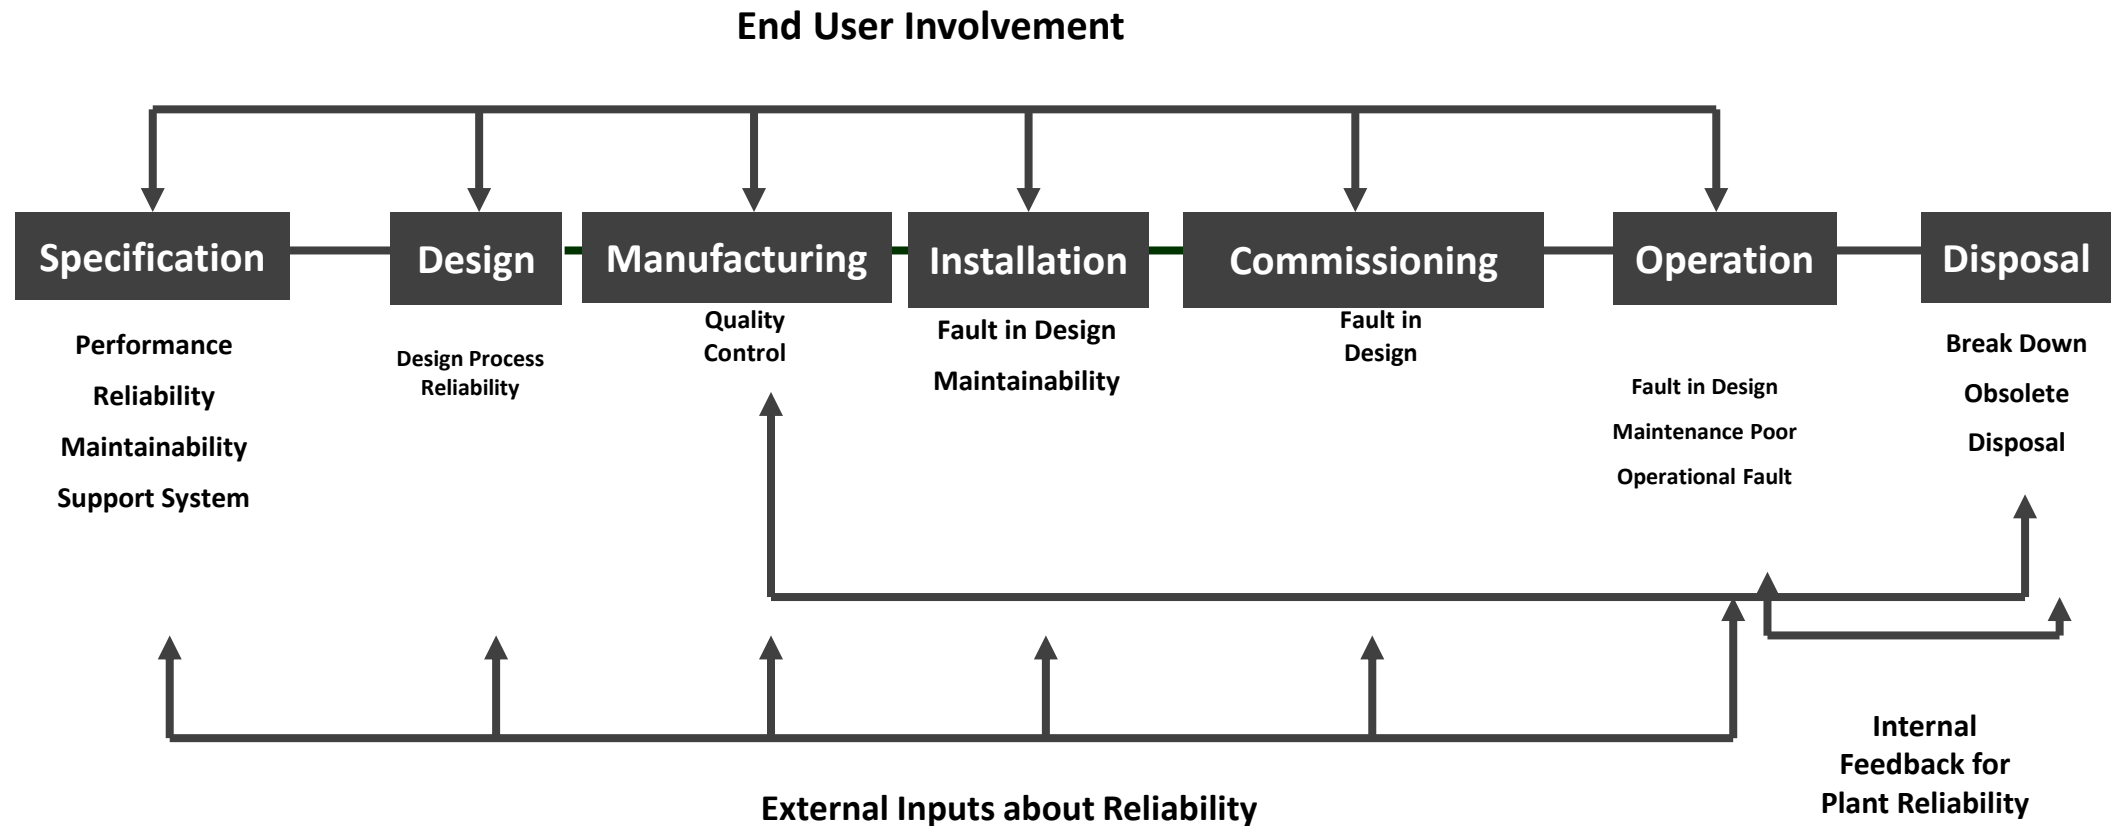 End User Involvement
Specification
Design
Manufacturing
Installation
Commissioning
Operation
Disposal
Performance
Reliability
Maintainability
Support System
Design Process
Reliability
Quality
Control
Fault in Design
Maintainability
Fault in
Design
Fault in Design
Maintenance Poor
Operational Fault
Break Down
Obsolete
Disposal
Internal
Feedback for
Plant Reliability
External Inputs about Reliability